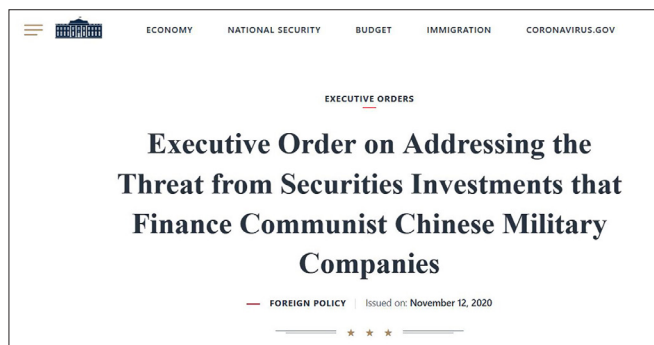 ECONOMY NATIONAL SECURITY BUDGET IMMIGRATION CORONAVIRUS.GOV
EXECUTIVE ORDERS
Executive Order on Addressing the
Threat from Securities Investments that
Finance Communist Chinese Military
Companies
FOREIGN POLICY | Issued on: November 12, 2020